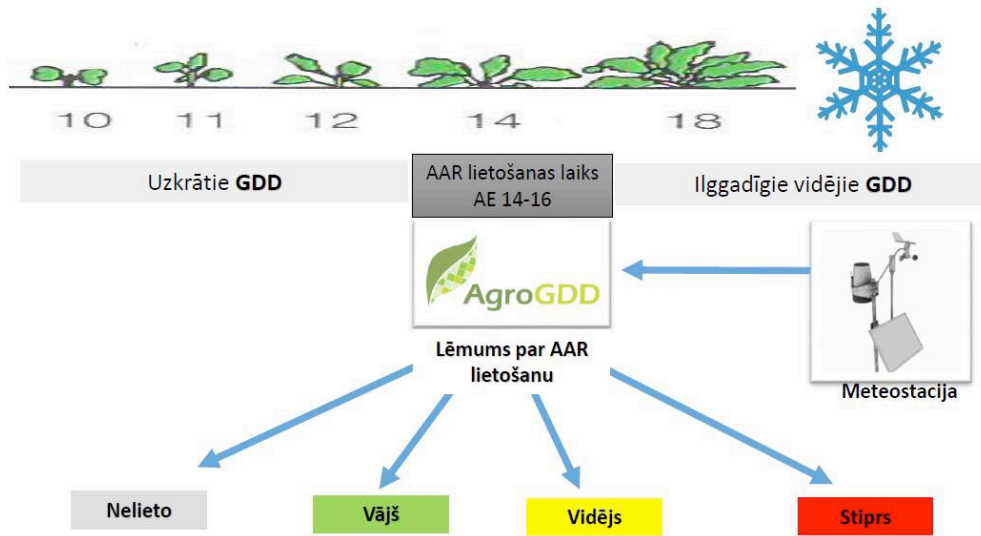 10 11 12 14 18
Uzkrātie GDD
AAR lietošanas laiks
AE 14-16
Ilggadīgie vidējie GDD
AgroGDD
Lēmums par AAR
lietošanu
Meteostacija
Nelieto
Vājš
Vidējs
Stiprs